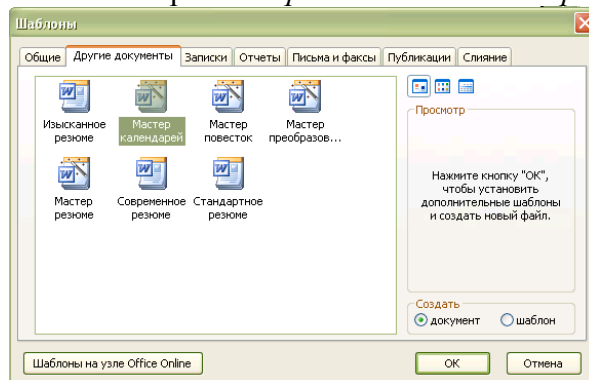 Шаблоны
Общие Другие документы Записки Отчеты Письма и факсы Публикации Слияние
Изысканное резюме
Мастер календарей
Мастер повесток
Мастер преобразов...
Мастер резюме
Современное резюме
Стандартное резюме
Просмотр
Нажмите кнопку "ОК",
чтобы установить
дополнительные шаблоны
и создать новый файл.
Создать
документ шаблон
Шаблоны на узле Office Online
ОК Отмена